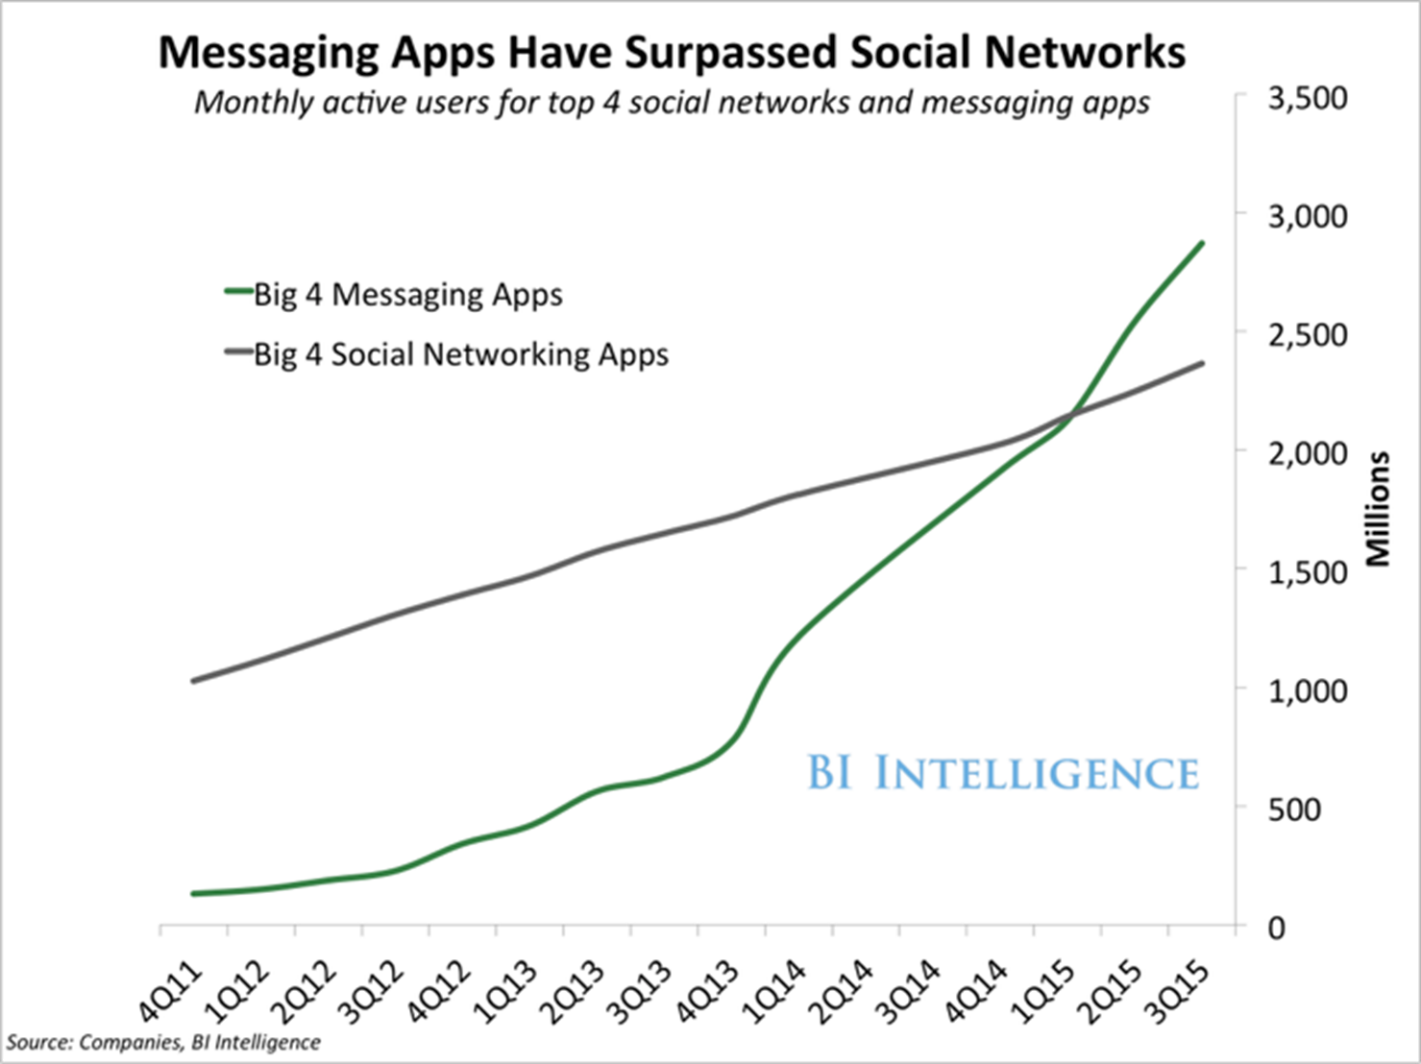 Messaging Apps Have Surpassed Social Networks
Monthly active users for top 4 social networks and messaging apps
3,500
3,000
Big 4 Messaging Apps
Big 4 Social Networking Apps
2,500
2,000
Millions
1,500
1,000
BI INTELLIGENCE
500
0
4Q11
1Q12
2Q12
3Q12
4Q12
1Q13
2Q13
3Q13
4Q13
1Q14
2Q14
3Q14
4Q14
1Q15
2Q15
3Q15
Source: Companies, BI Intelligence